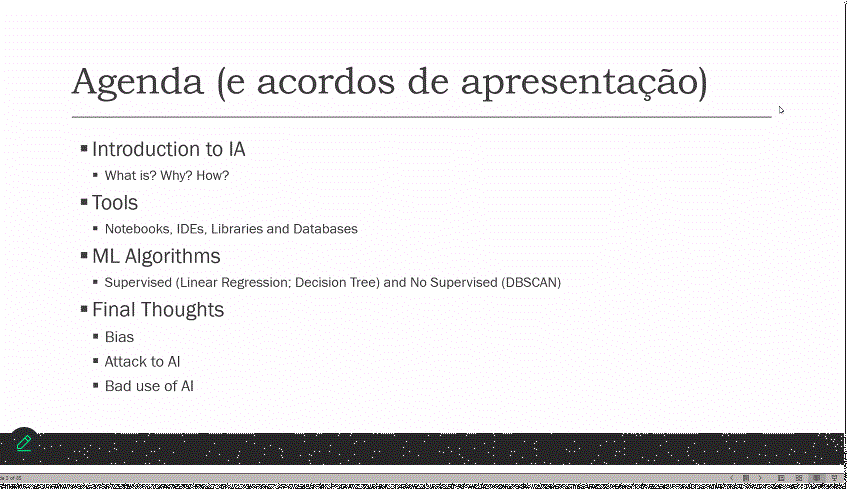 Agenda (e acordos de apresentação)
Introduction to IA
What is? Why? How?
Tools
Notebooks, IDEs, Libraries and Databases
ML Algorithms
Supervised (Linear Regression; Decision Tree) and No Supervised (DBSCAN)
Final Thoughts
Bias
Attack to AI
Bad use of AI